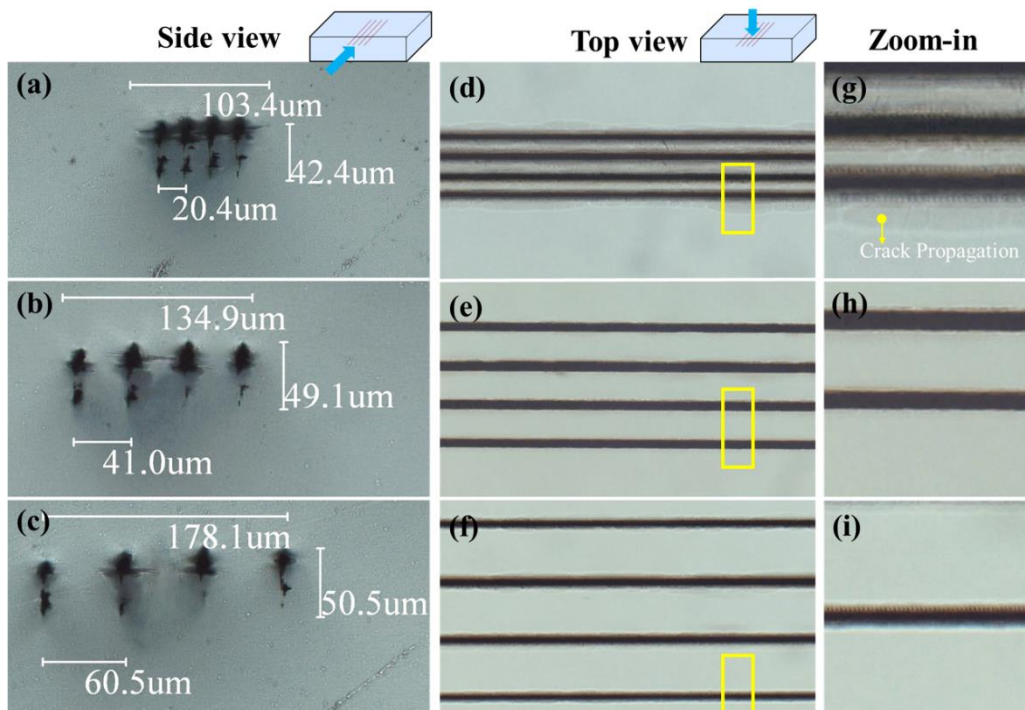 Side view
Top view
Zoom-in
(a)
103.4um
42.4um
20.4um
(d)
(g)
Crack Propagation
(b)
134.9um
49.1um
41.0um
(e)
(h)
(c)
178.1um
50.5um
60.5um
(f)
(i)